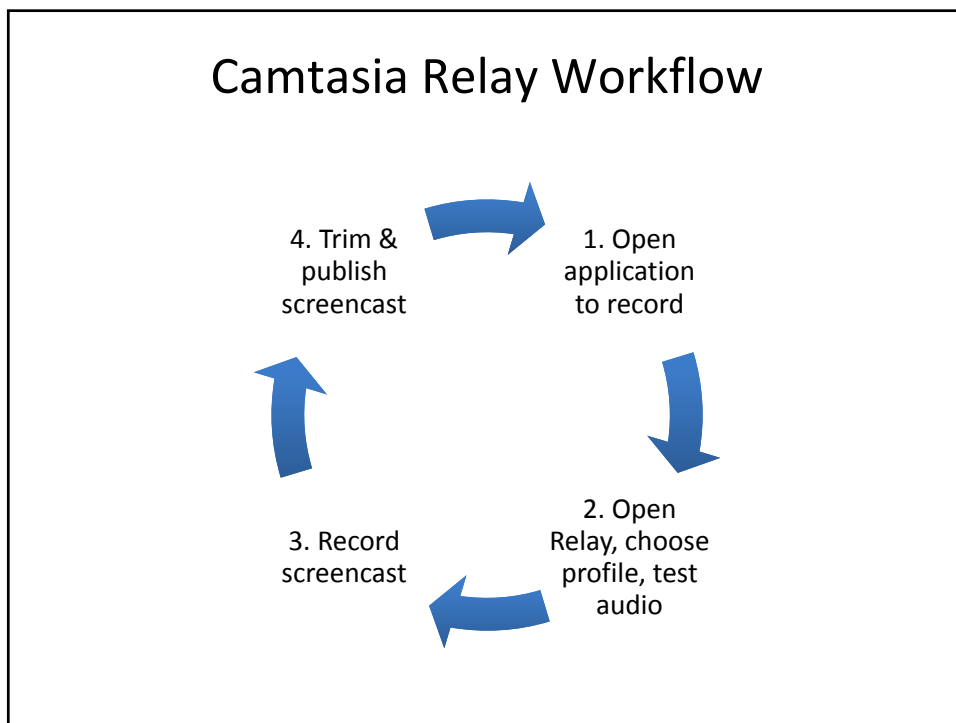 Camtasia Relay Workflow
1. Open
application
to record
2. Open
Relay, choose
profile, test
audio
3. Record
screencast
4. Trim &
publish
screencast